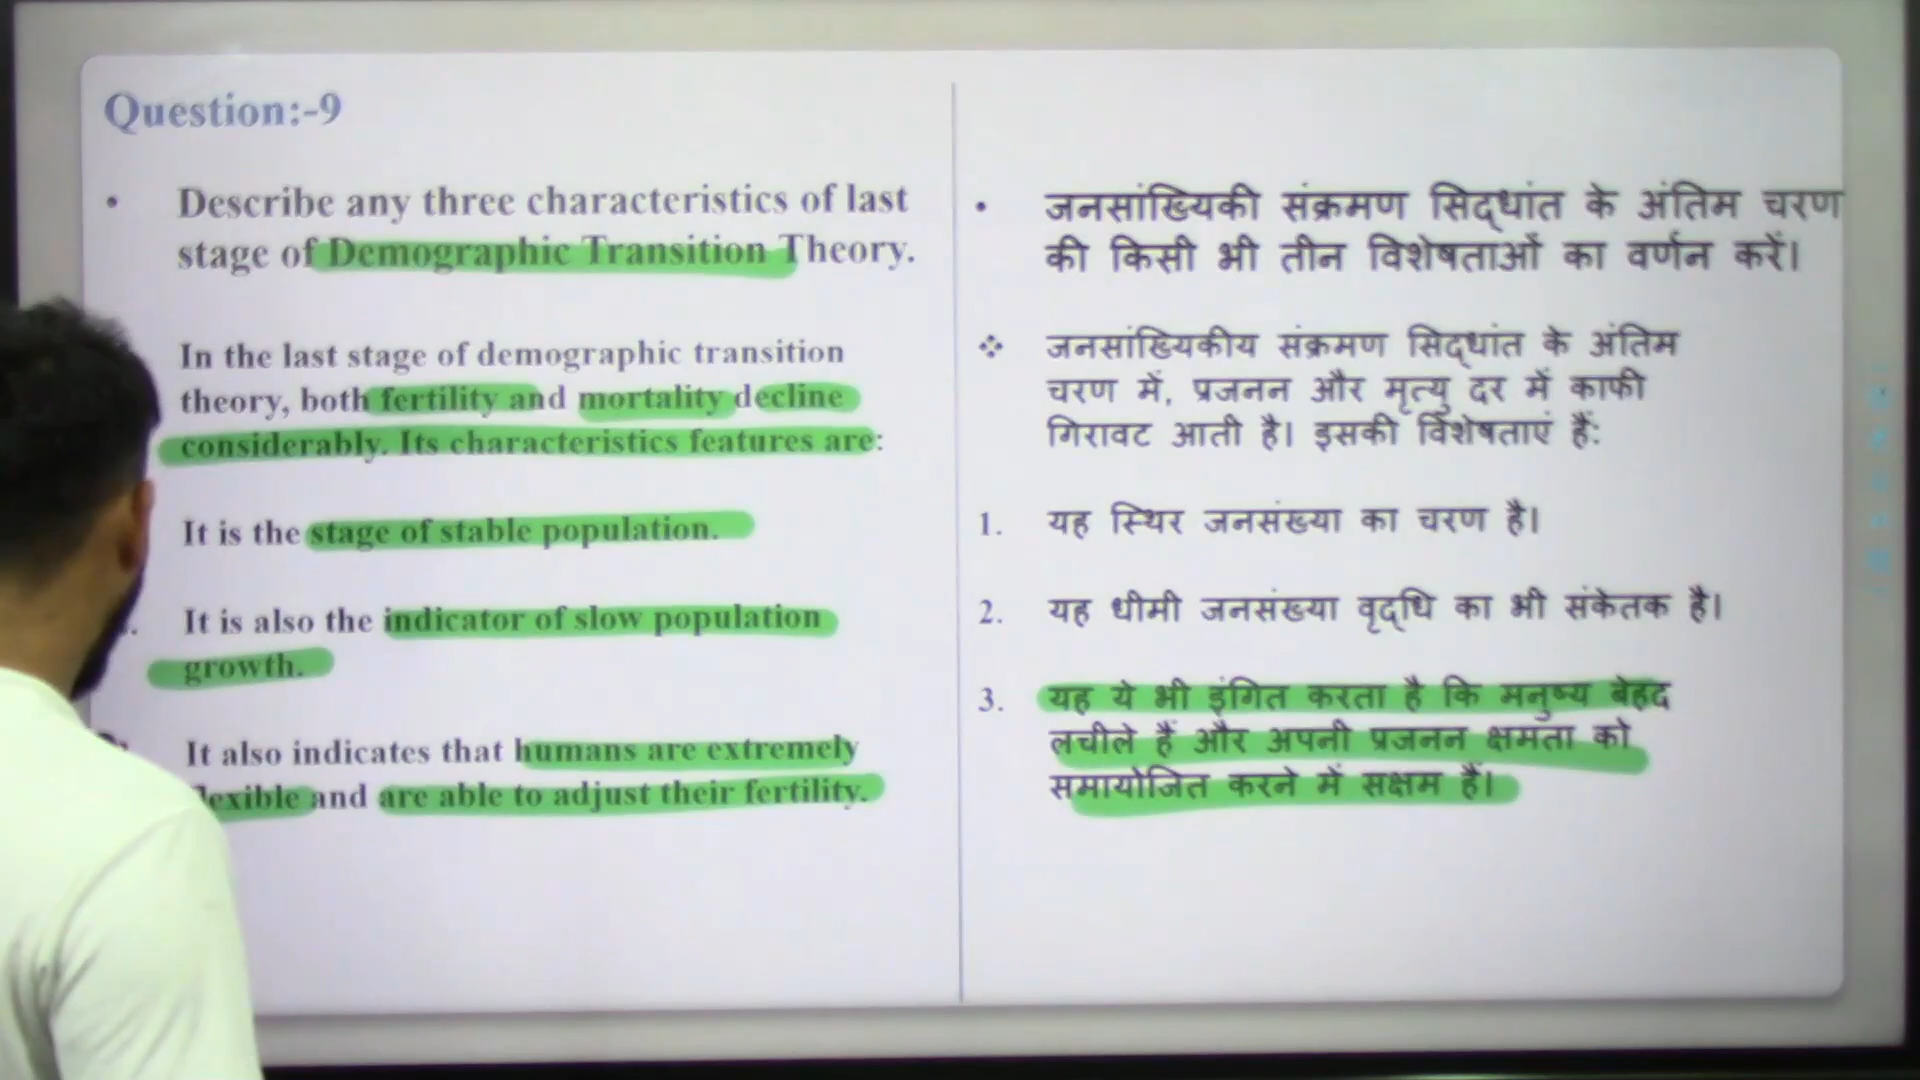 Question:-9
• Describe any three characteristics of last
stage of Demographic Transition Theory.
In the last stage of demographic transition
theory, both fertility and mortality decline
considerably. Its characteristics features are:
It is the stage of stable population.
. It is also the indicator of slow population
growth.
It also indicates that humans are extremely
lexible and are able to adjust their fertility.
• जनसांख्यिकी संक्रमण सिद्धांत के अंतिम चरण
की किसी भी तीन विशेषताओं का वर्णन करें।
❖ जनसांख्यिकीय संक्रमण सिद्धांत के अंतिम
चरण में, प्रजनन और मृत्यु दर में काफी
गिरावट आती है। इसकी विशेषताएं हैं:
1. यह स्थिर जनसंख्या का चरण है।
2. यह धीमी जनसंख्या वृद्धि का भी संकेतक है।
3. यह ये भी इंगित करता है कि मनुष्य बेहद
लचीले हैं और अपनी प्रजनन क्षमता को
समायोजित करने में सक्षम हैं।